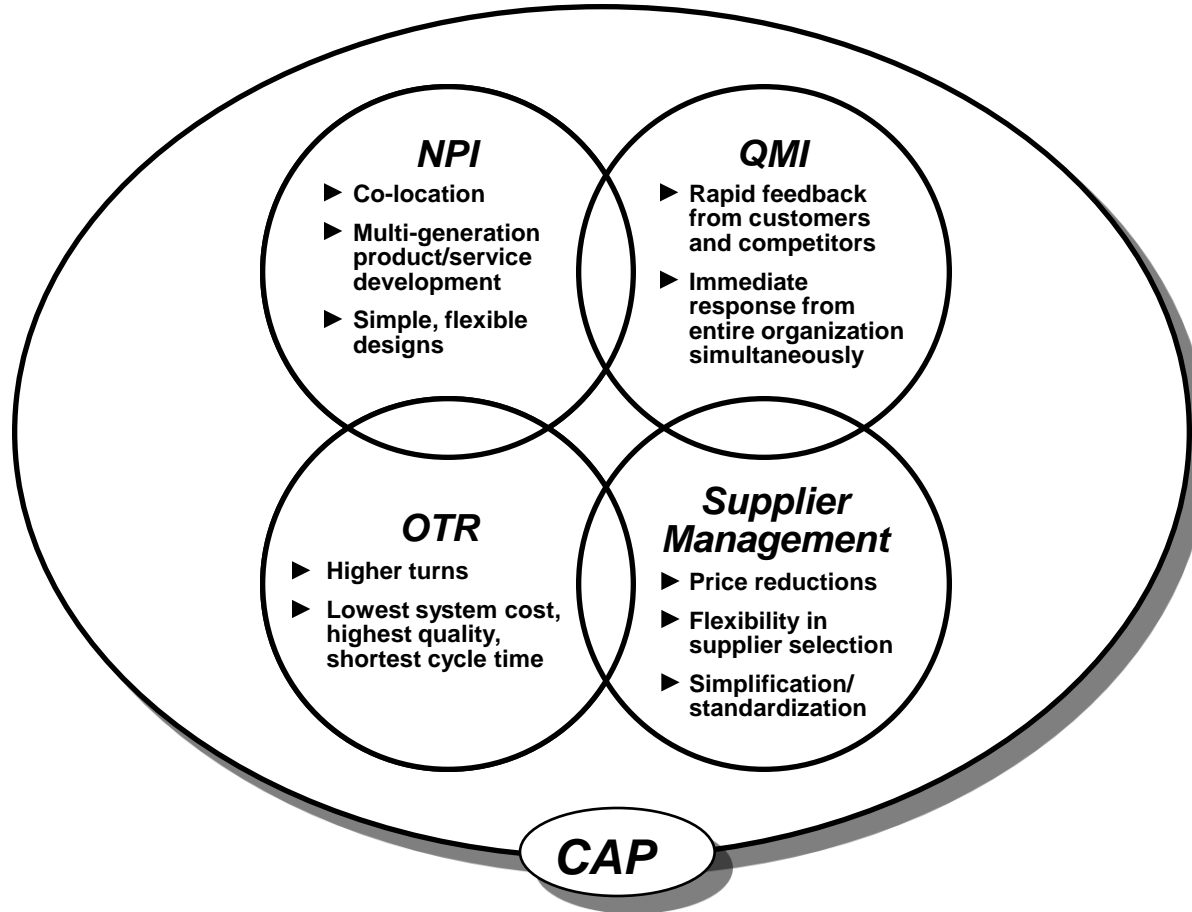 NPI
Co-location
Multi-generation
product/service
development
Simple, flexible
designs
QMI
Rapid feedback
from customers
and competitors
Immediate
response from
entire organization
simultaneously
OTR
Higher turns
Lowest system cost,
highest quality,
shortest cycle time
Supplier
Management
Price reductions
Flexibility in
supplier selection
Simplification/
standardization
CAP